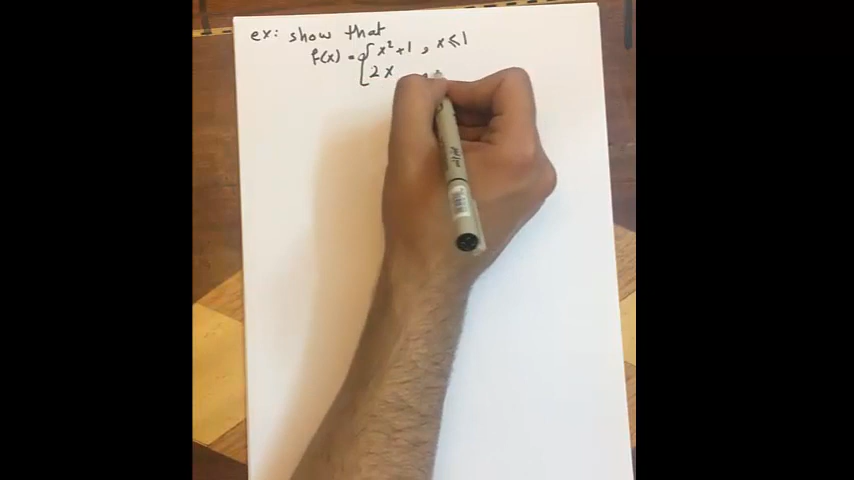 ex: show that
f(x) = { x²+1 , x ≤ 1
2x ,